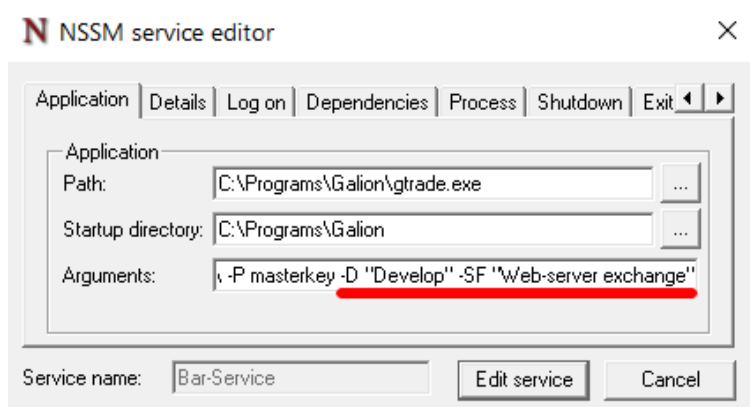 N NSSM service editor
Application Details Log on Dependencies Process Shutdown Exit
Application
Path: C:\Programs\Galion\gtrade.exe ...
Startup directory: C:\Programs\Galion ...
Arguments: -P masterkey -D "Develop" -SF "Web-server exchange"
Service name: Bar-Service Edit service Cancel